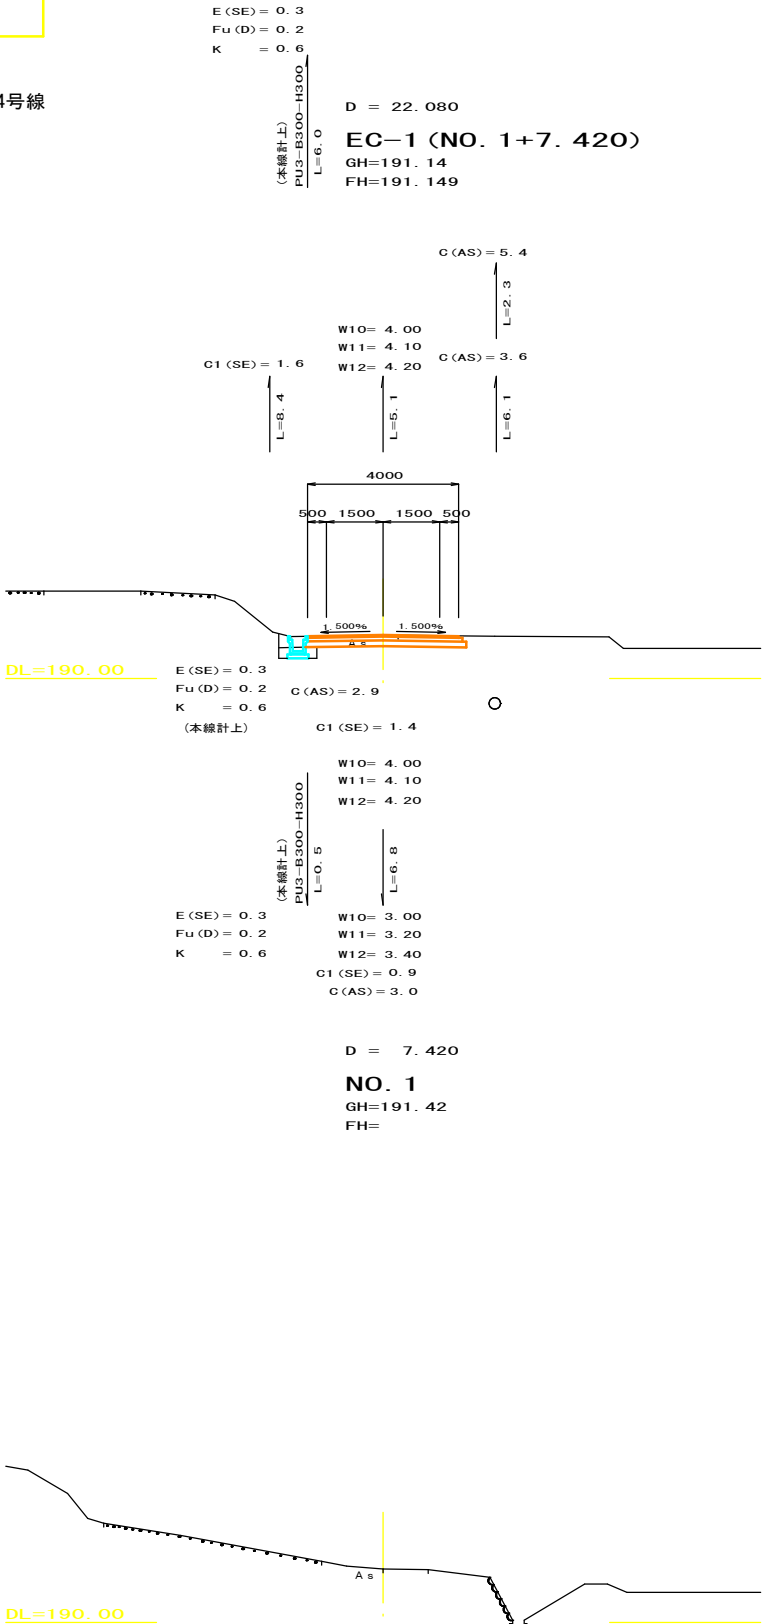 E(SE)= 0.3
Fu(D)= 0.2
K = 0.6
4号線
(本線計上)
PU3-B300-H300
L=6.0
D = 22.080
EC-1(NO.1+7.420)
GH=191.14
FH=191.149
C(AS)=5.4
L=2.3
W10= 4.00
W11= 4.10
W12= 4.20
C(AS)=3.6
C1(SE)=1.6
L=8.4
L=5.1
L=6.1
4000
500 1500 1500 500
1.500% 1.500%
As
DL=190.00
E(SE)= 0.3
Fu(D)= 0.2
K = 0.6
(本線計上)
C(AS)=2.9
C1(SE)= 1.4
W10= 4.00
W11= 4.10
W12= 4.20
(本線計上)
PU3-B300-H300
L=0.5
L=6.8
E(SE)= 0.3
Fu(D)= 0.2
K = 0.6
W10= 3.00
W11= 3.20
W12= 3.40
C1(SE)= 0.9
C(AS)=3.0
D = 7.420
NO.1
GH=191.42
FH=
As
DL=190.00